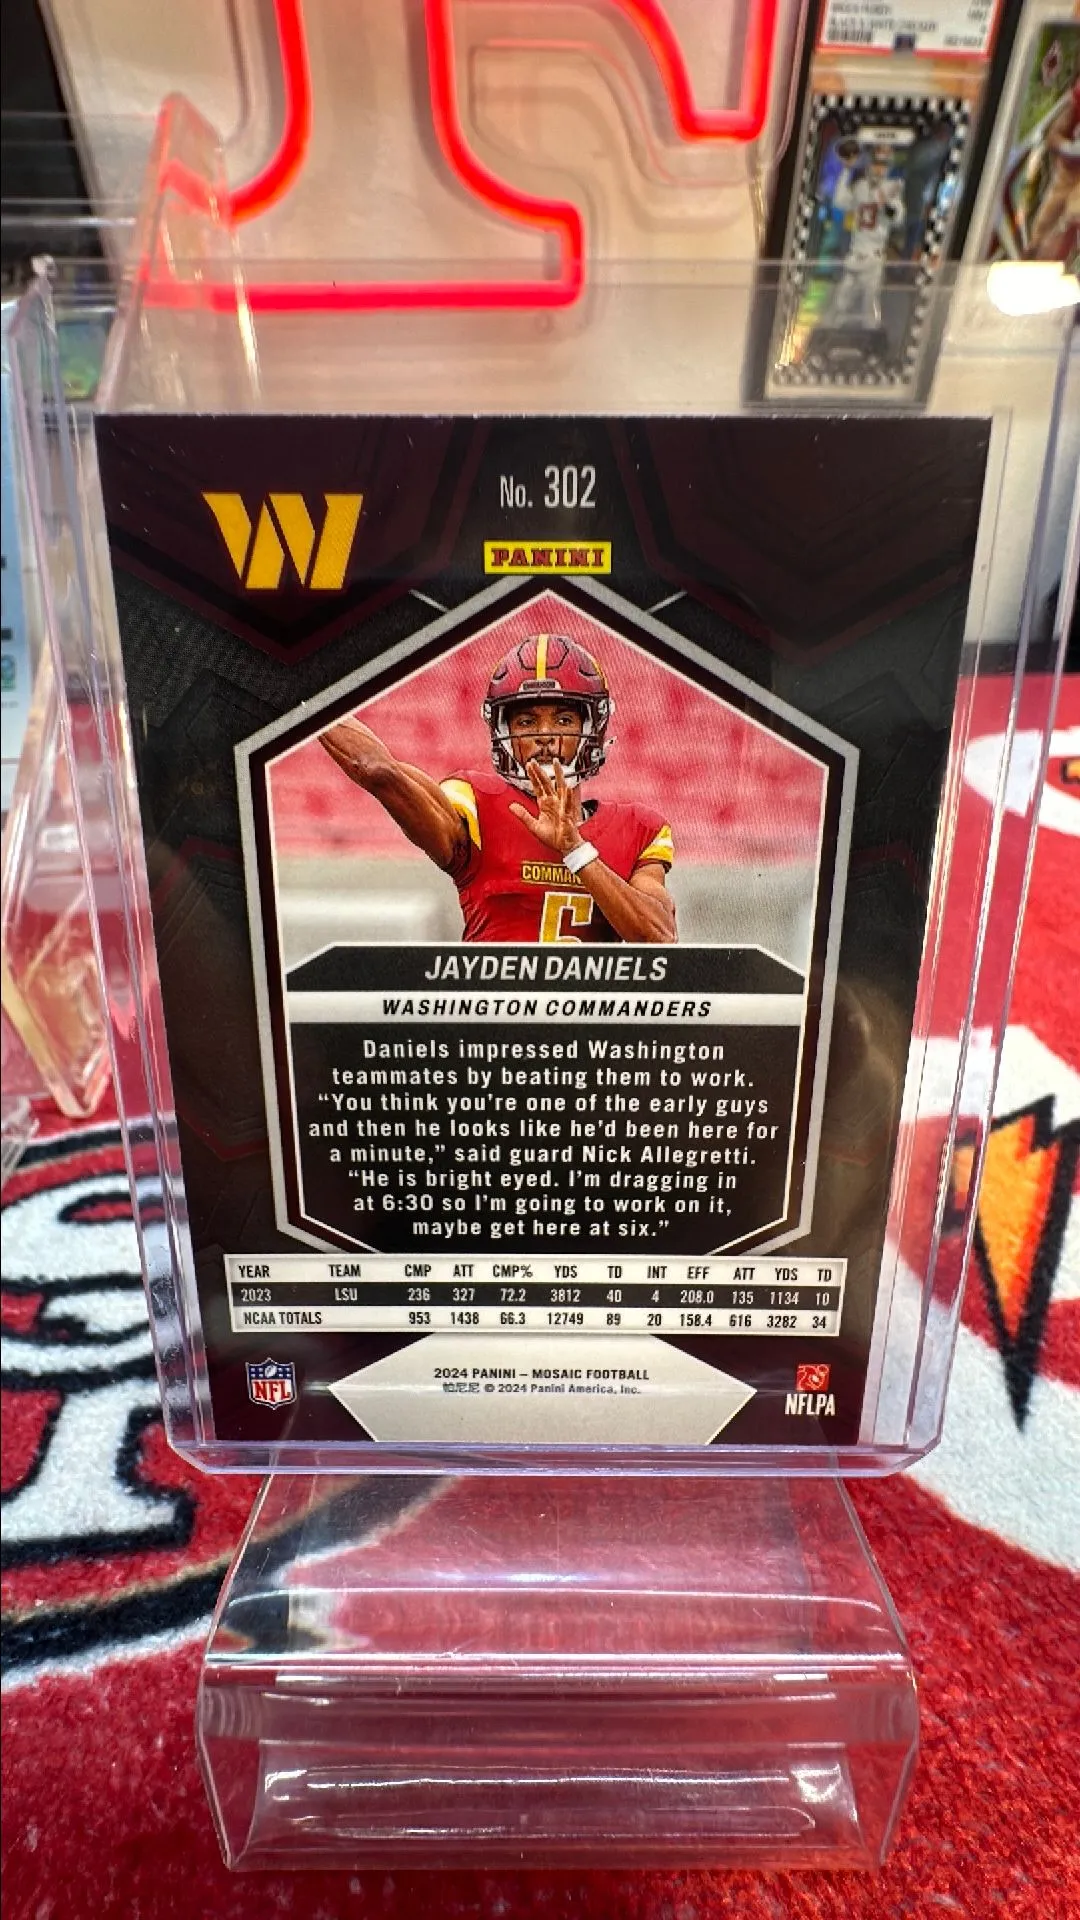 No. 302
PANINI
COMMAN
6
JAYDEN DANIELS
WASHINGTON COMMANDERS
Daniels impressed Washington
teammates by beating them to work.
“You think you’re one of the early guys
and then he looks like he’d been here for
a minute,” said guard Nick Allegretti.
“He is bright eyed. I’m dragging in
at 6:30 so I’m going to work on it,
maybe get here at six.”
YEAR TEAM CMP ATT CMP% YDS TD INT EFF ATT YDS TD
2023 LSU 236 327 72.2 3812 40 4 208.0 135 1134 10
NCAA TOTALS 953 1438 66.3 12749 89 20 158.4 616 3282 34
2024 PANINI – MOSAIC FOOTBALL
帕尼尼 © 2024 Panini America, Inc.
NFL
NFLPA